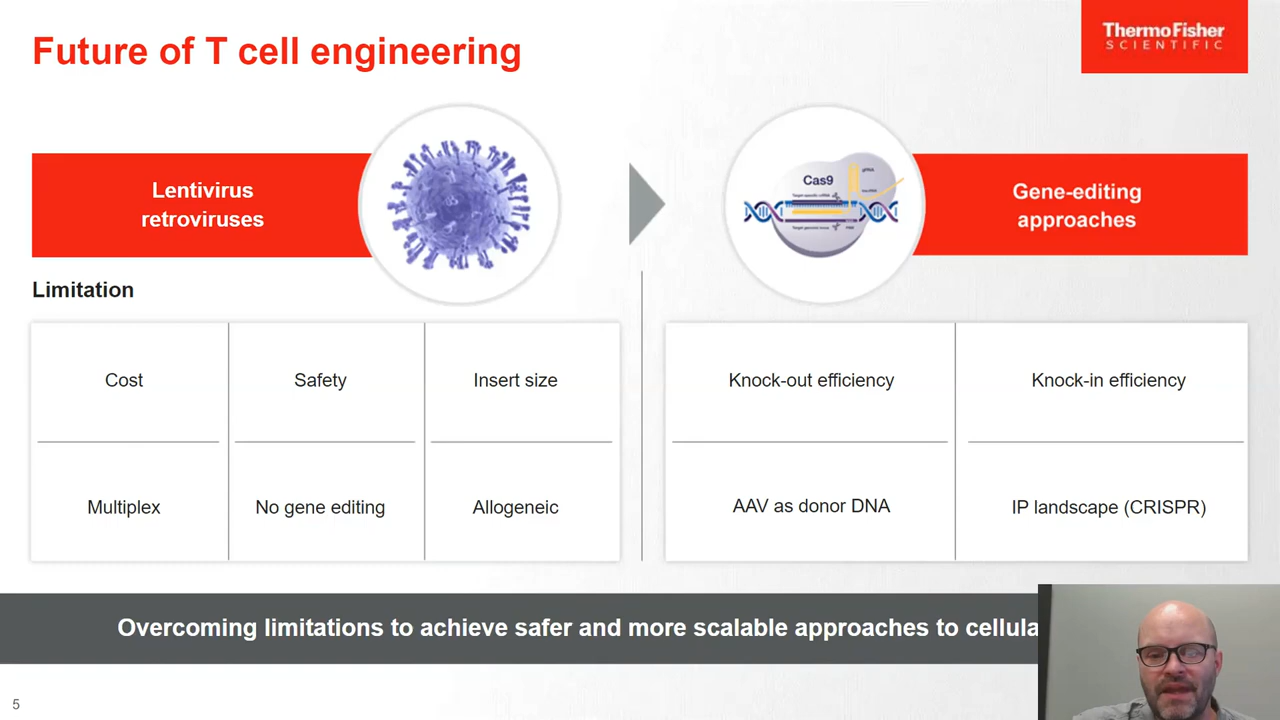 Future of T cell engineering
ThermoFisher
SCIENTIFIC
Lentivirus
retroviruses
Cas9
gRNA
Gene-editing
approaches
Limitation
Cost
Safety
Insert size
Multiplex
No gene editing
Allogeneic
Knock-out efficiency
Knock-in efficiency
AAV as donor DNA
IP landscape (CRISPR)
Overcoming limitations to achieve safer and more scalable approaches to cellula
5